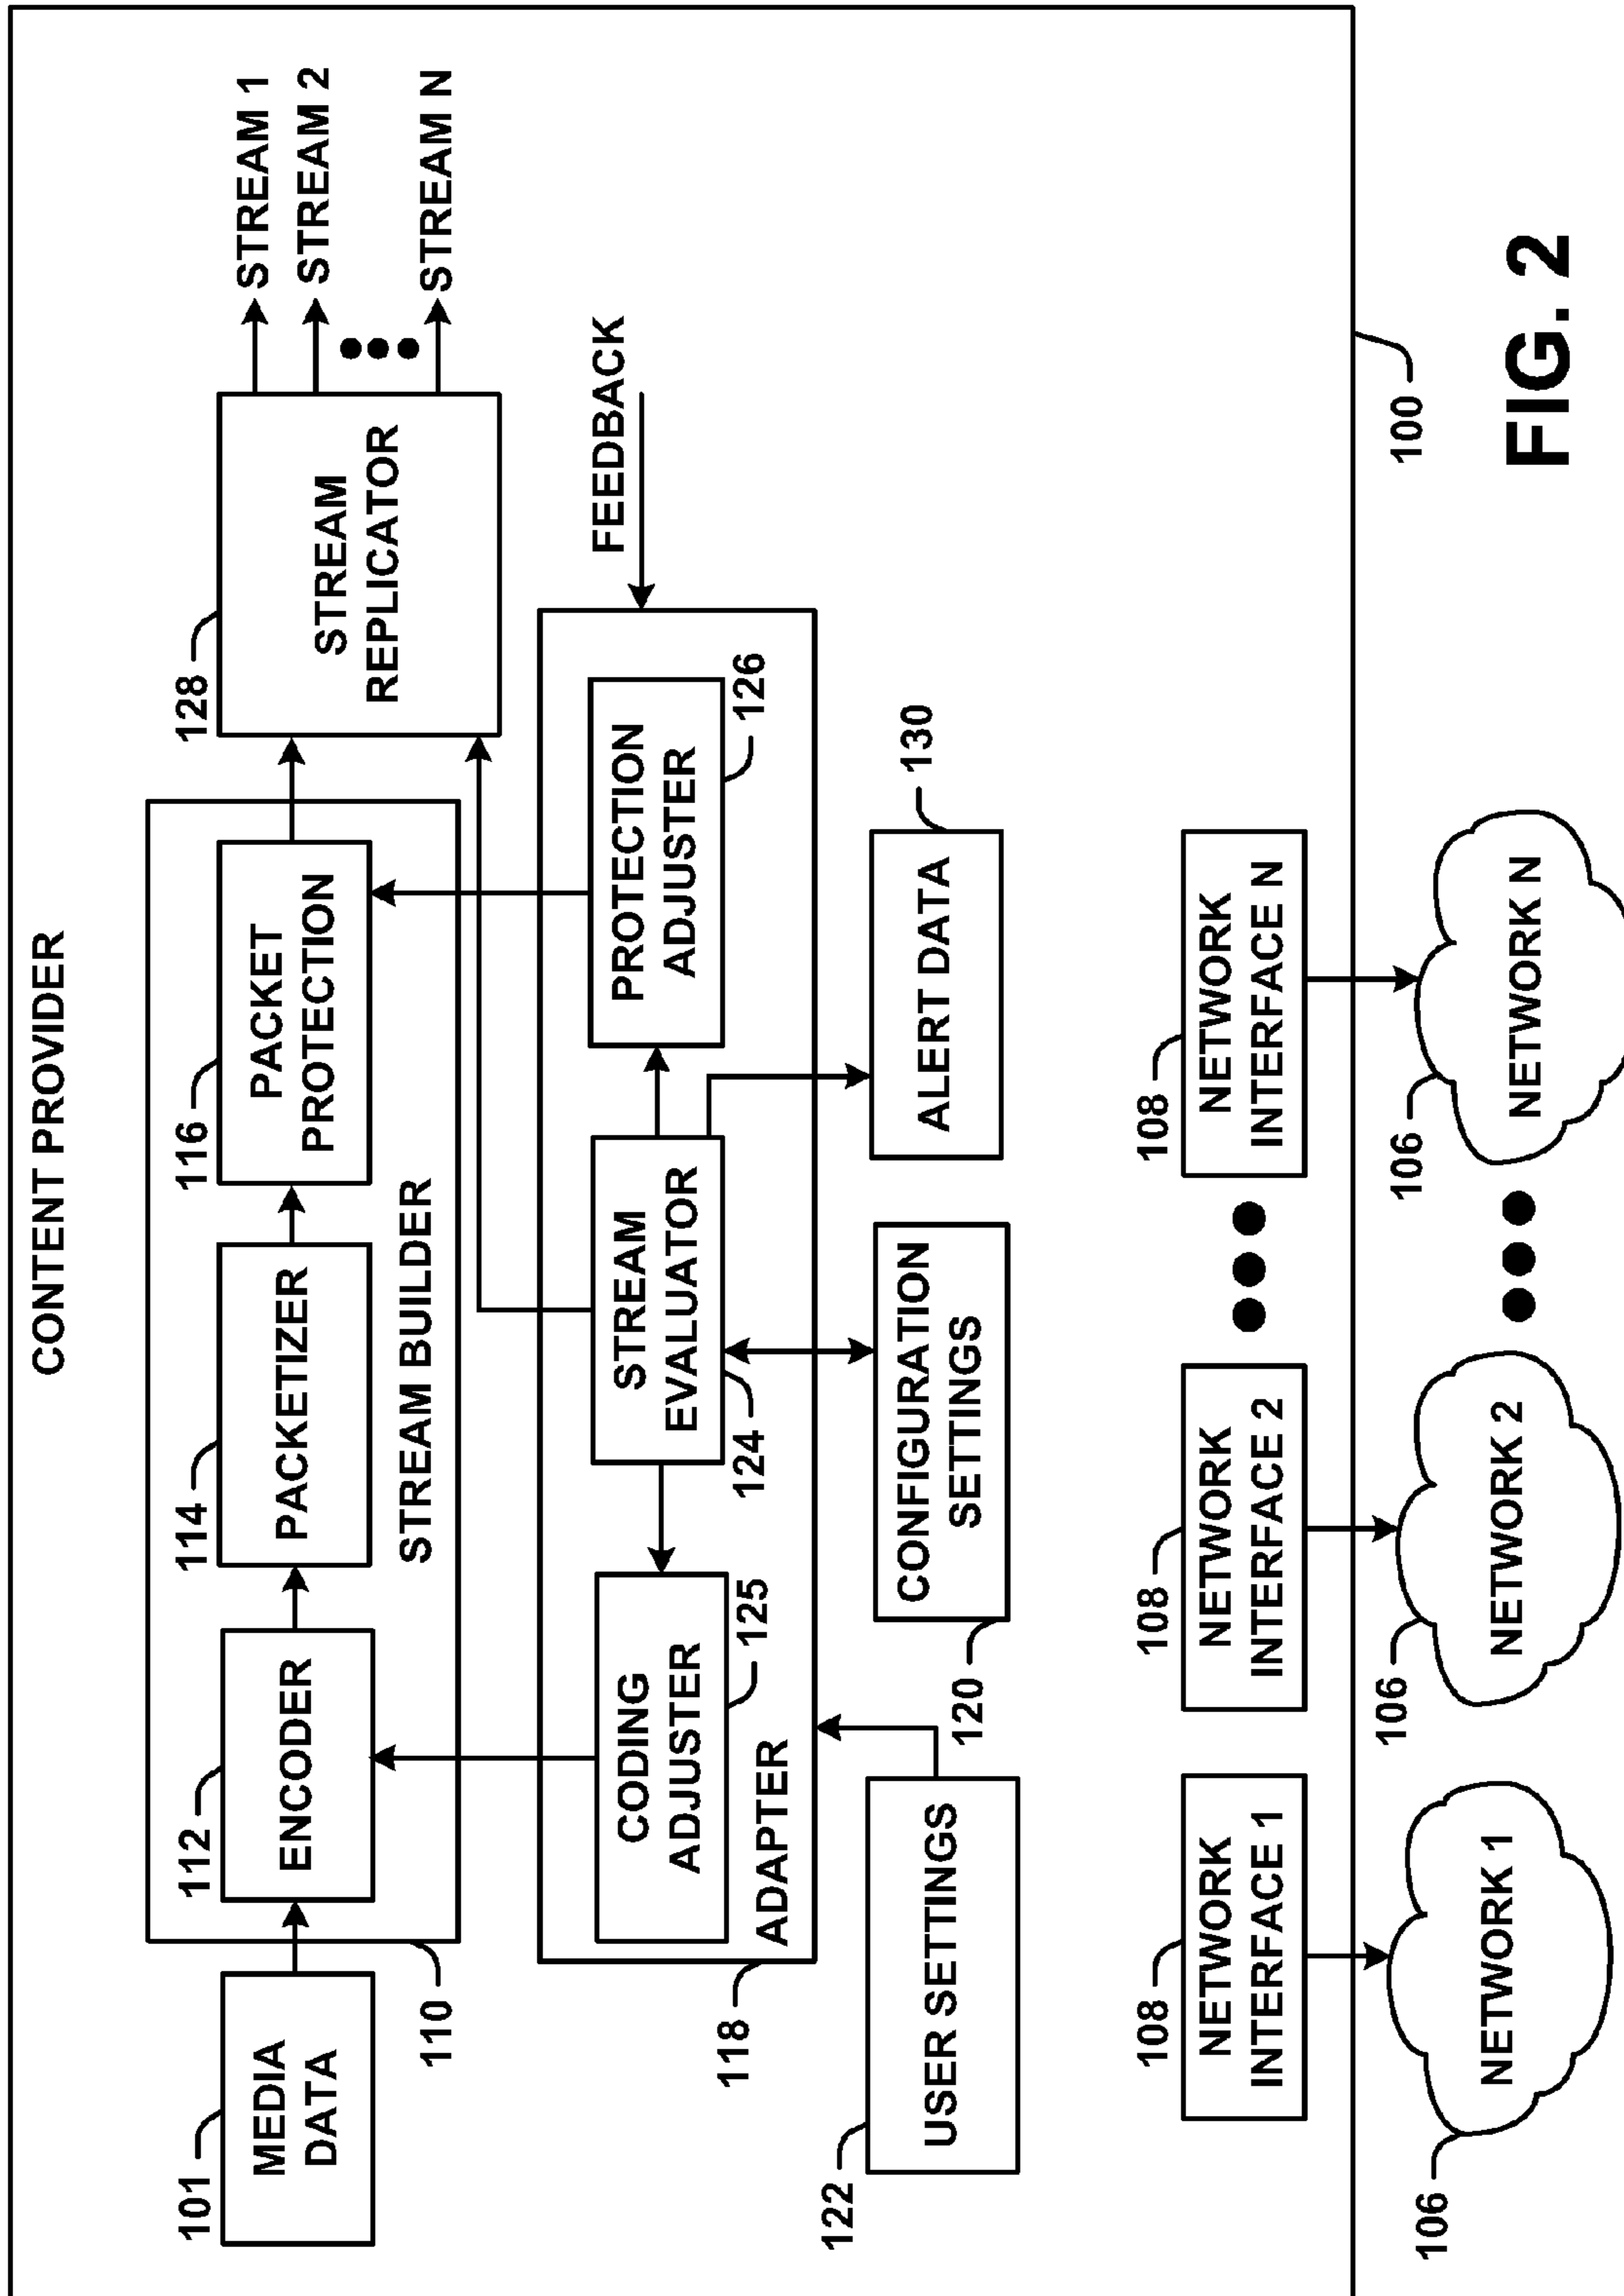 CONTENT PROVIDER
101
MEDIA
DATA
110
112
ENCODER
114
PACKETIZER
116
PACKET
PROTECTION
STREAM BUILDER
128
STREAM
REPLICATOR
STREAM 1
STREAM 2
STREAM N
FEEDBACK
118
ADAPTER
CODING
ADJUSTER
125
STREAM
EVALUATOR
124
PROTECTION
ADJUSTER
126
122
USER SETTINGS
120
CONFIGURATION
SETTINGS
ALERT DATA
130
108
NETWORK
INTERFACE 1
108
NETWORK
INTERFACE 2
108
NETWORK
INTERFACE N
106
NETWORK 1
106
NETWORK 2
106
NETWORK N
100
FIG. 2